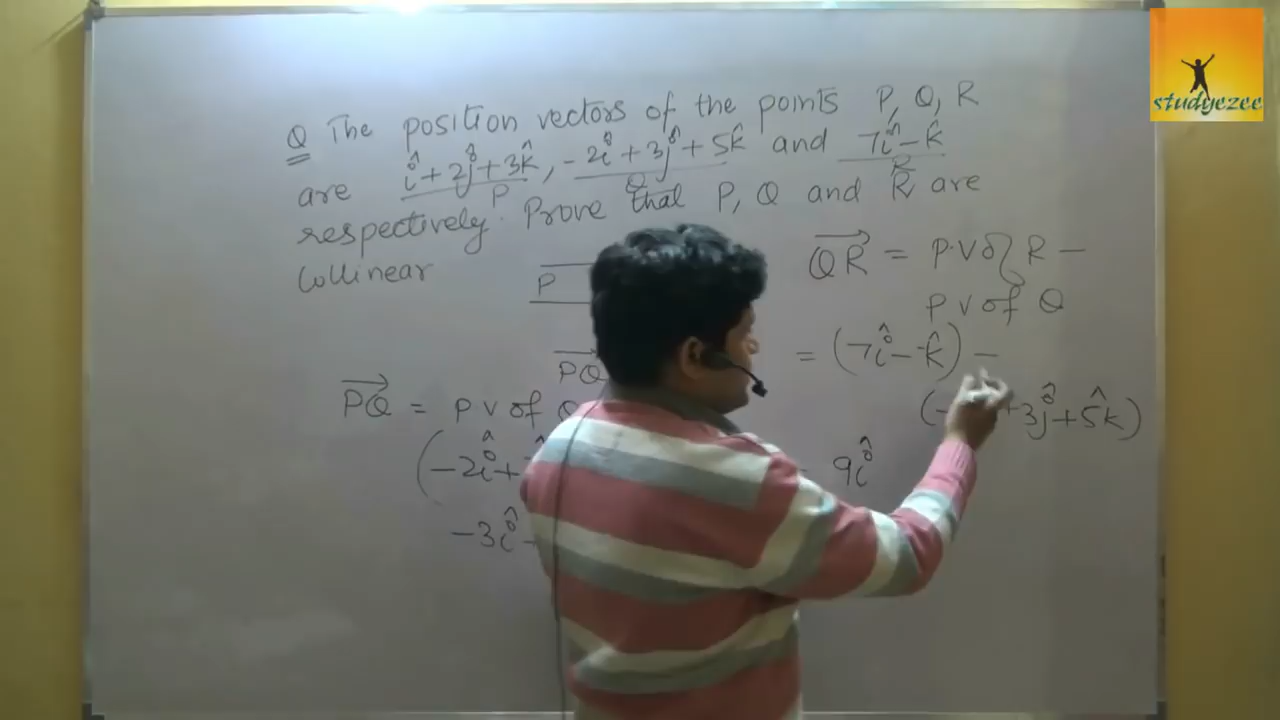 Q The position vectors of the points P, Q, R
are î + 2ĵ + 3k̂, -2î + 3ĵ + 5k̂ and 7î - k̂
P Q R
respectively. Prove that P, Q and R are
Collinear
P
PQ
PQ = P v of Q
(-2î +
-3î
QR = P.V of R -
P v of Q
= (7î - k̂) -
(- + 3ĵ + 5k̂)
9î
studyezee